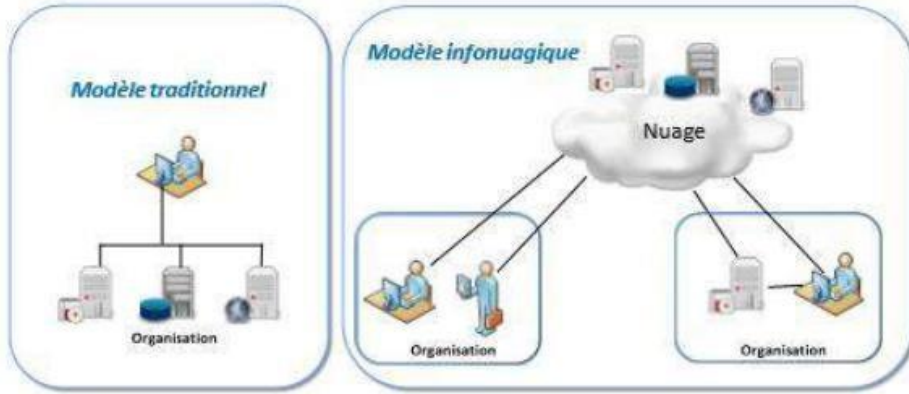 Modèle traditionnel
Organisation
Modèle infonuagique
Nuage
Organisation
Organisation